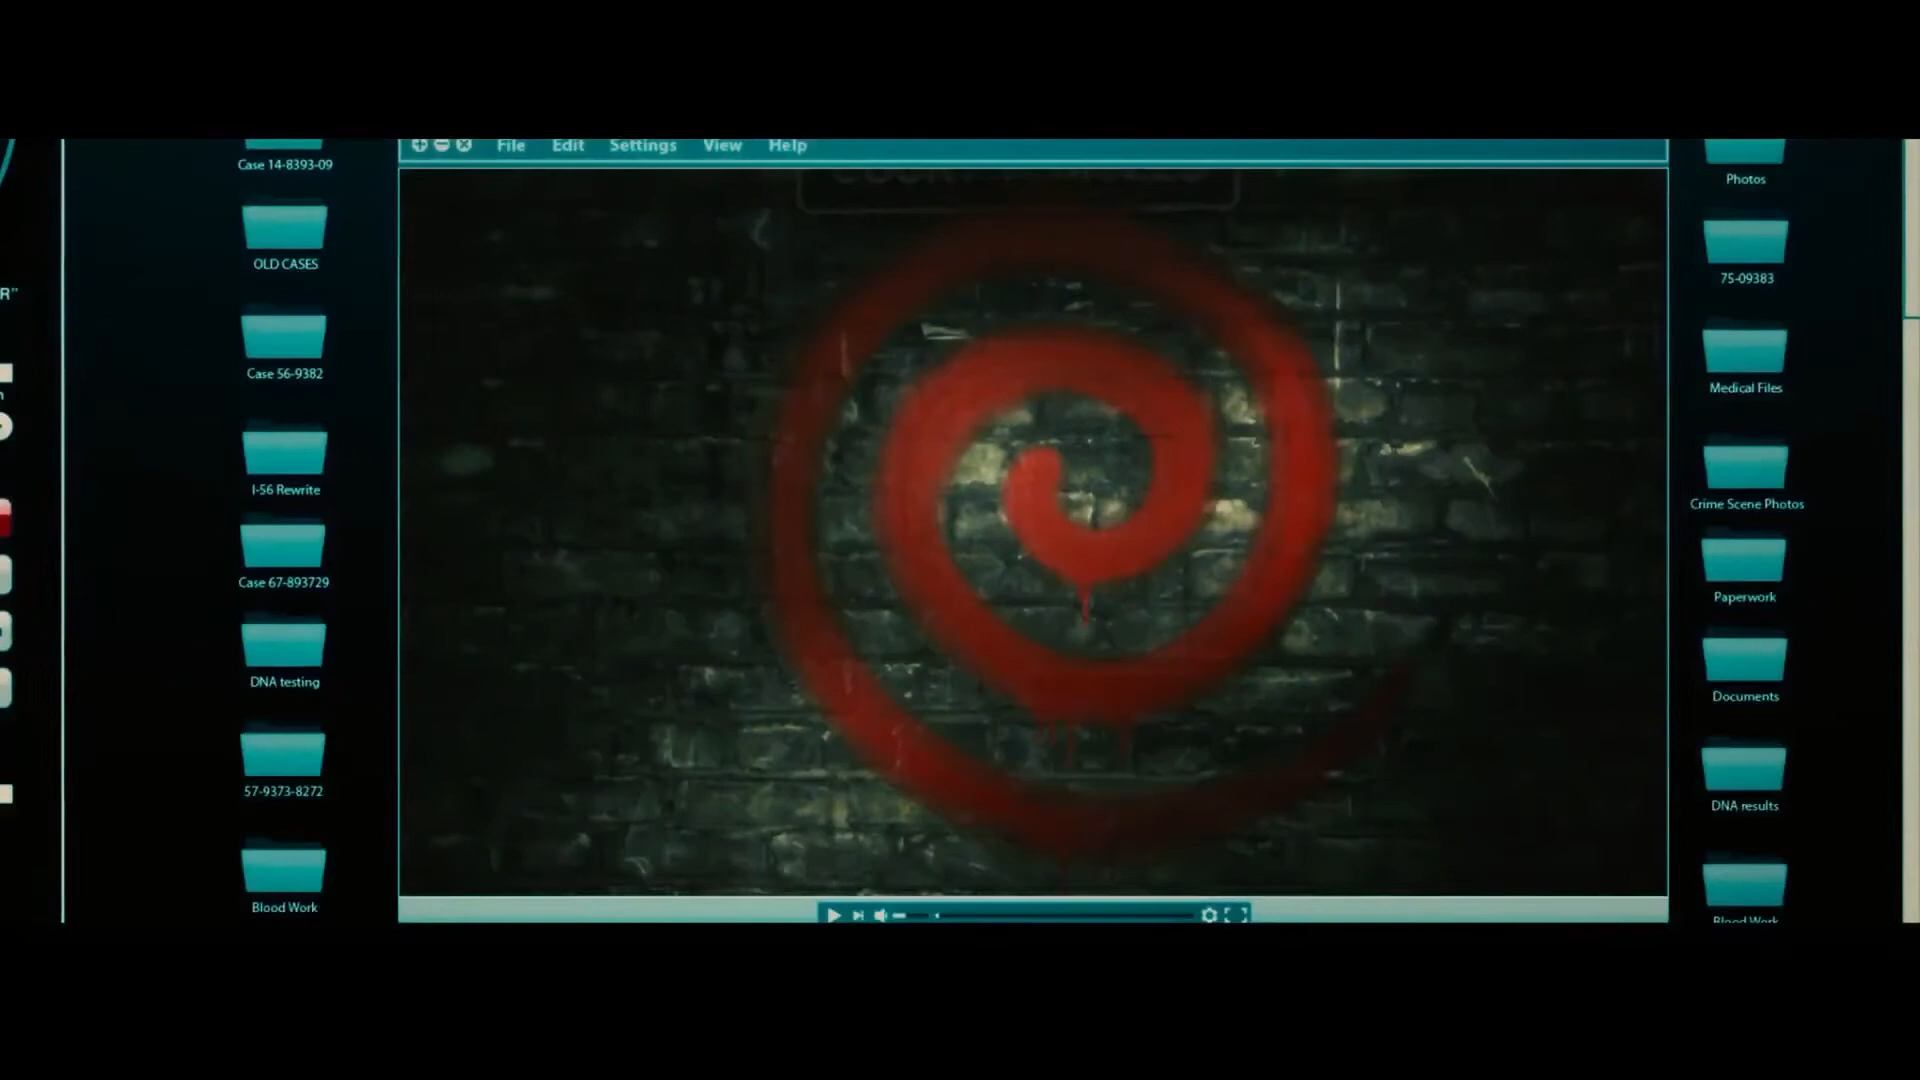 File Edit Settings View Help
Case 14-8393-09
OLD CASES
Case 56-9382
I-56 Rewrite
Case 67-893729
DNA testing
57-9373-8272
Blood Work
Photos
75-09383
Medical Files
Crime Scene Photos
Paperwork
Documents
DNA results
Blood Work
R"